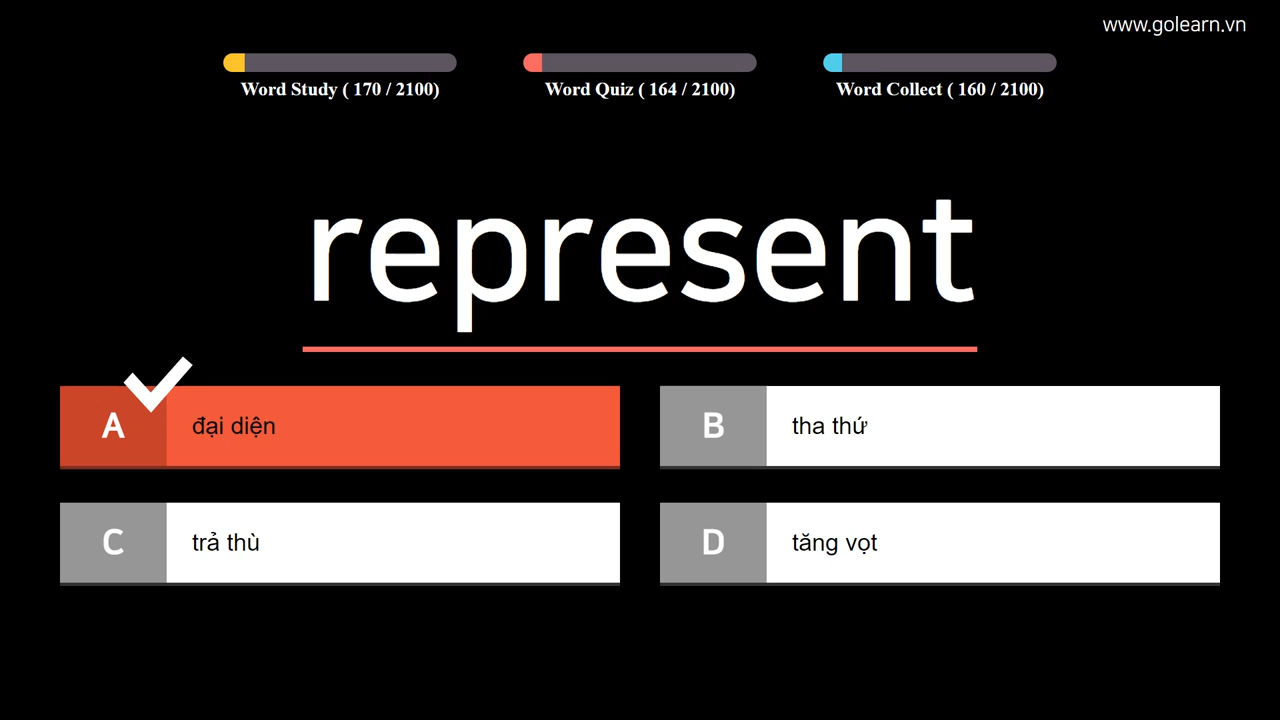 www.golearn.vn
Word Study ( 170 / 2100)
Word Quiz ( 164 / 2100)
Word Collect ( 160 / 2100)
represent
A đại diện
B tha thứ
C trả thù
D tăng vọt